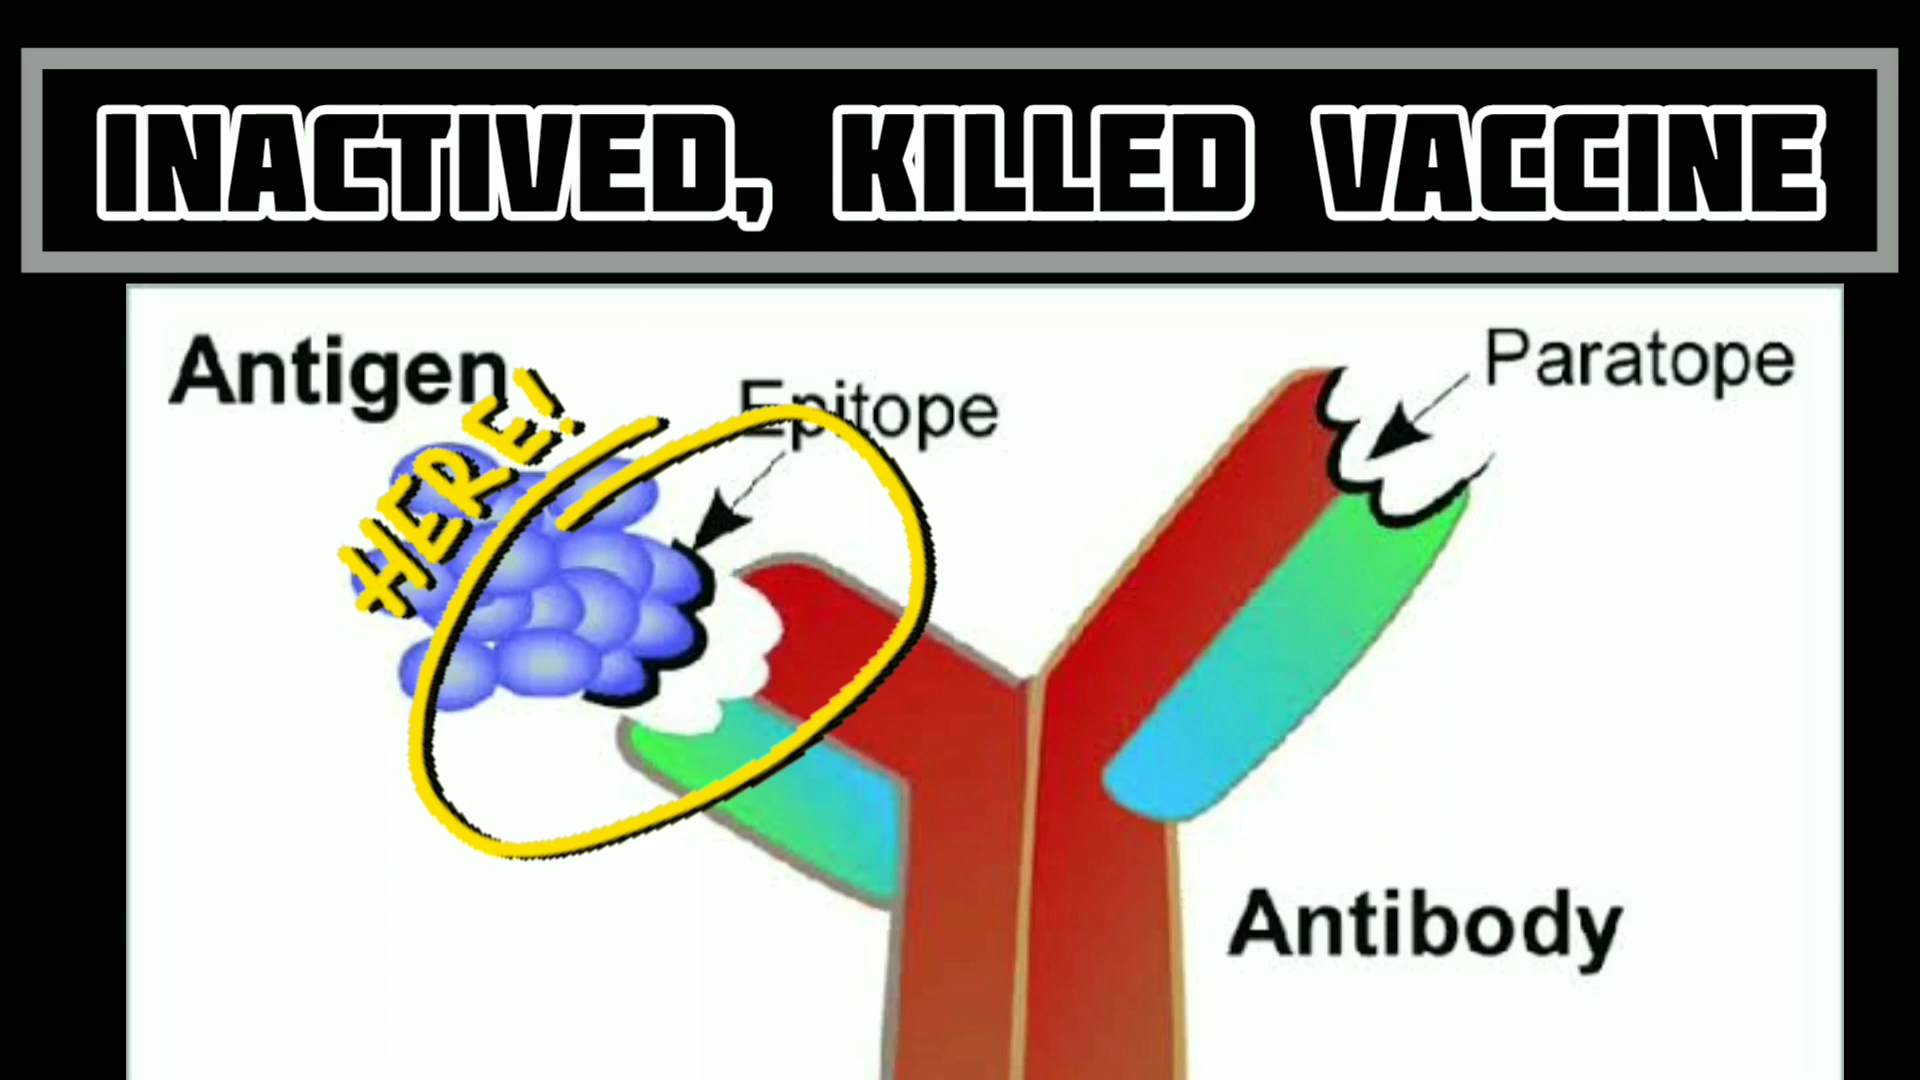 INACTIVED, KILLED VACCINE
Antigen
Epitope
Paratope
HERE!
Antibody